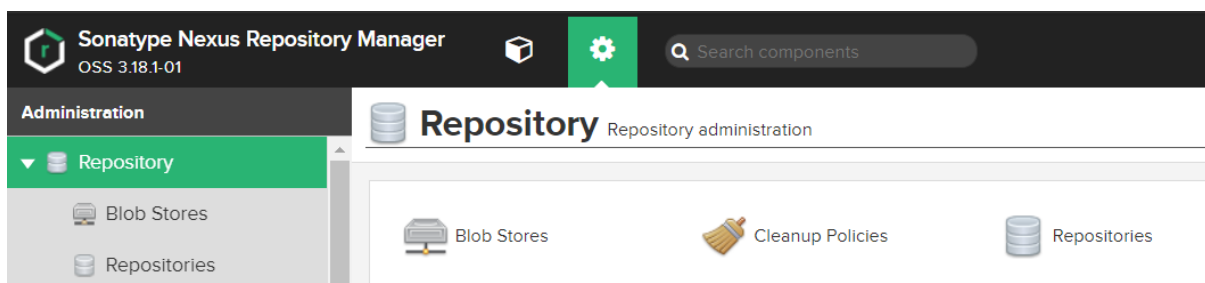 Sonatype Nexus Repository Manager
OSS 3.18.1-01
Search components
Administration
Repository Repository administration
Repository
Blob Stores
Repositories
Blob Stores
Cleanup Policies
Repositories